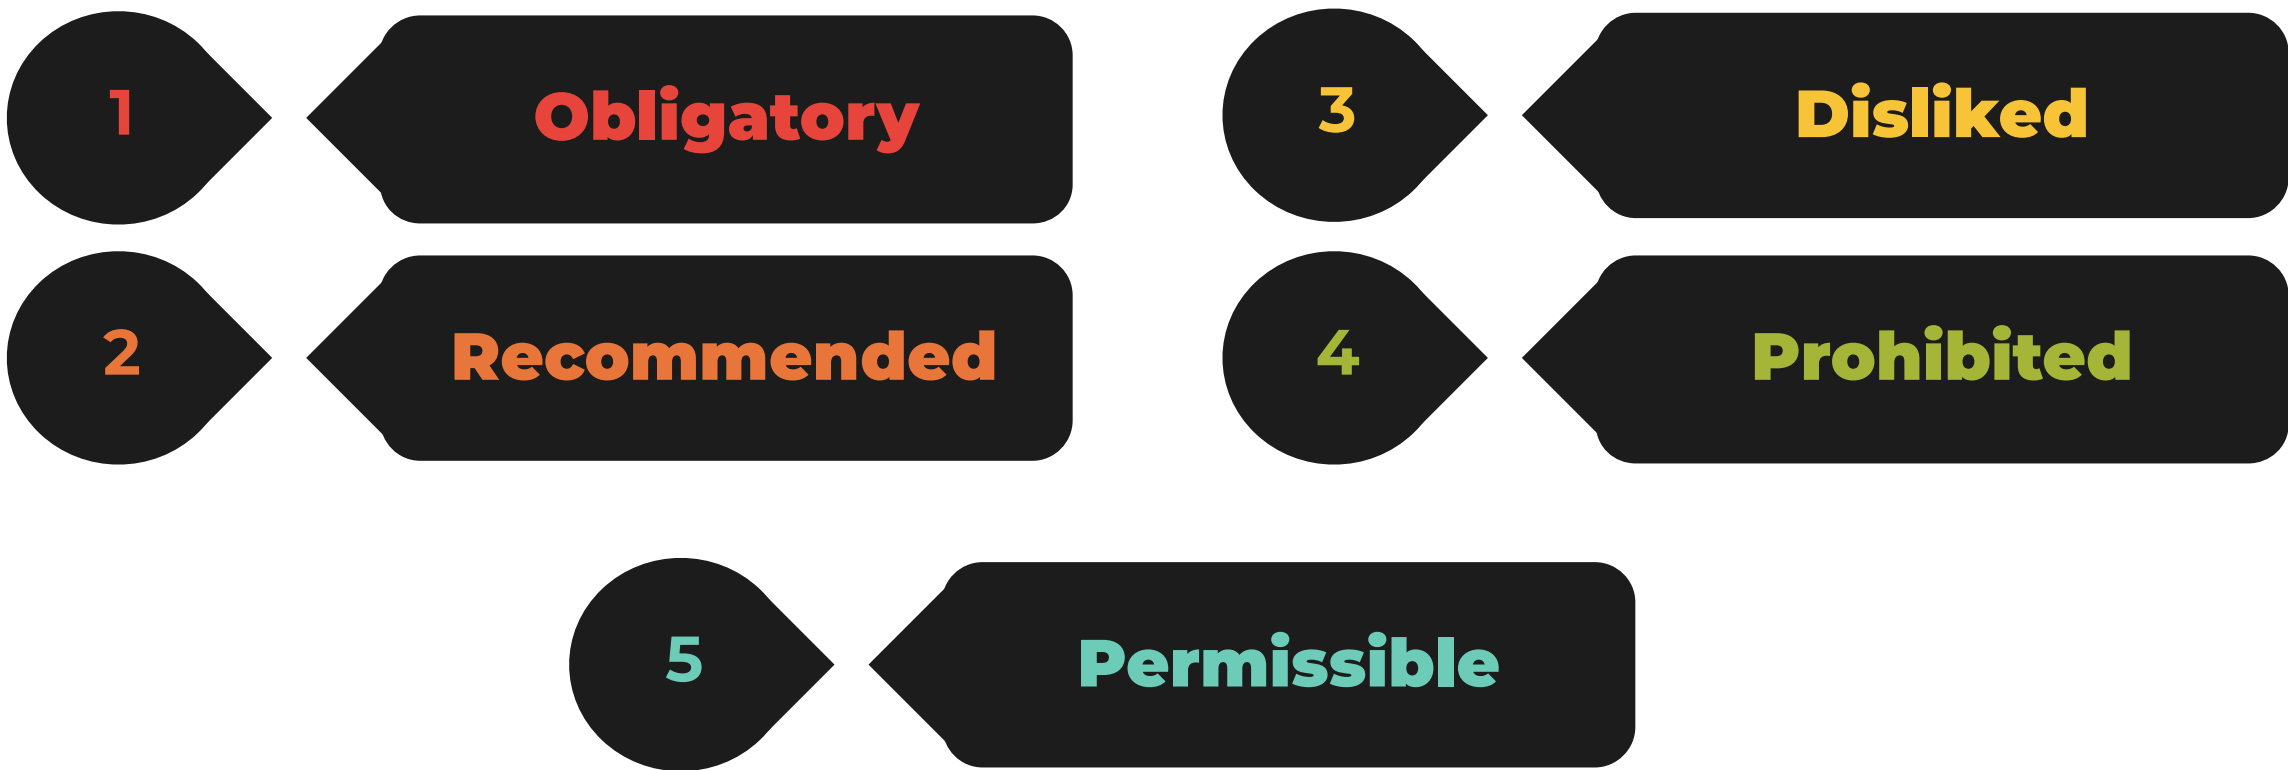 1
Obligatory
2
Recommended
3
Disliked
4
Prohibited
5
Permissible